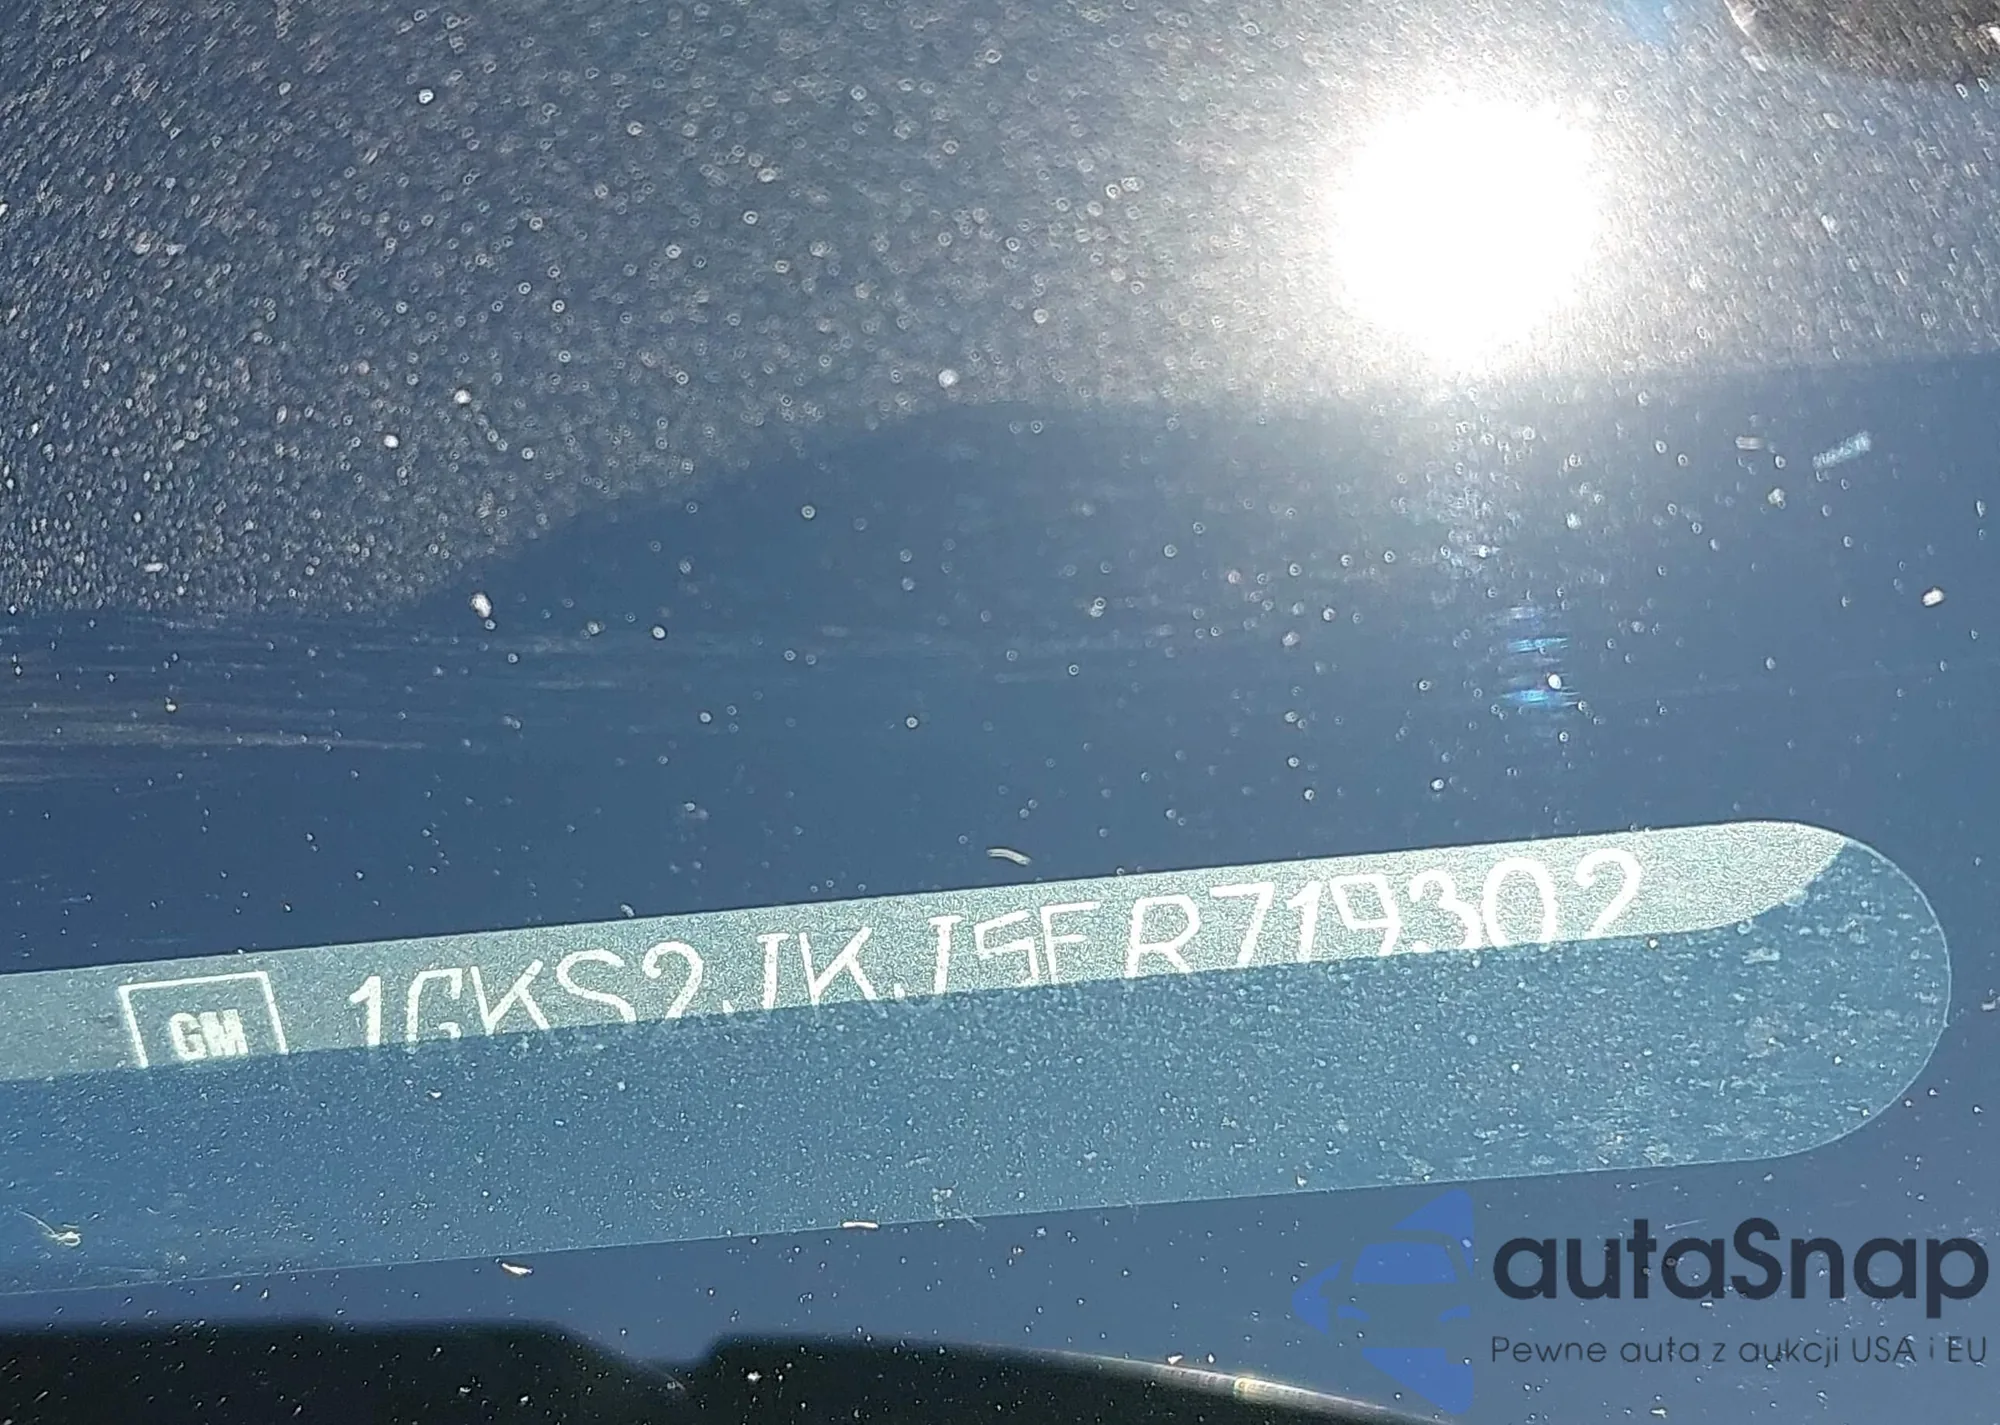 GM 1GKS2JKJ5FR719302
autaSnap
Pewne auta z aukcji USA i EU